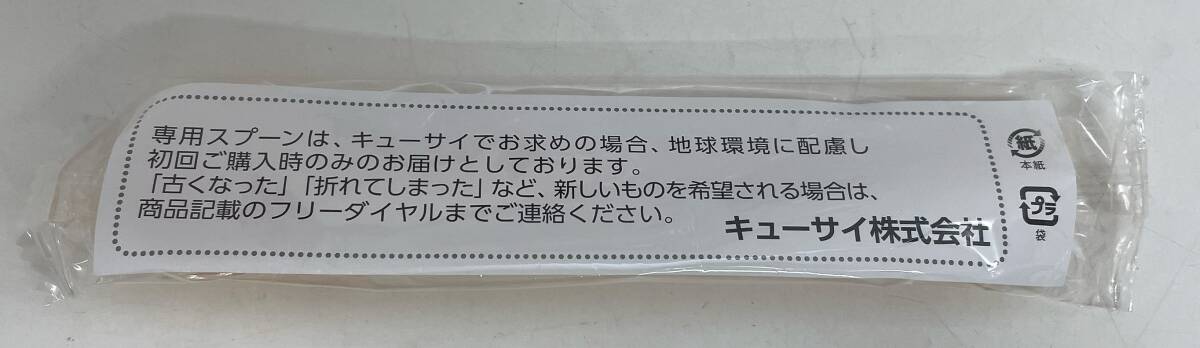 専用スプーンは、キューサイでお求めの場合、地球環境に配慮し
初回ご購入時のみのお届けとしております。
「古くなった」「折れてしまった」など、新しいものを希望される場合は、
商品記載のフリーダイヤルまでご連絡ください。
キューサイ株式会社
紙
本紙
プラ
袋